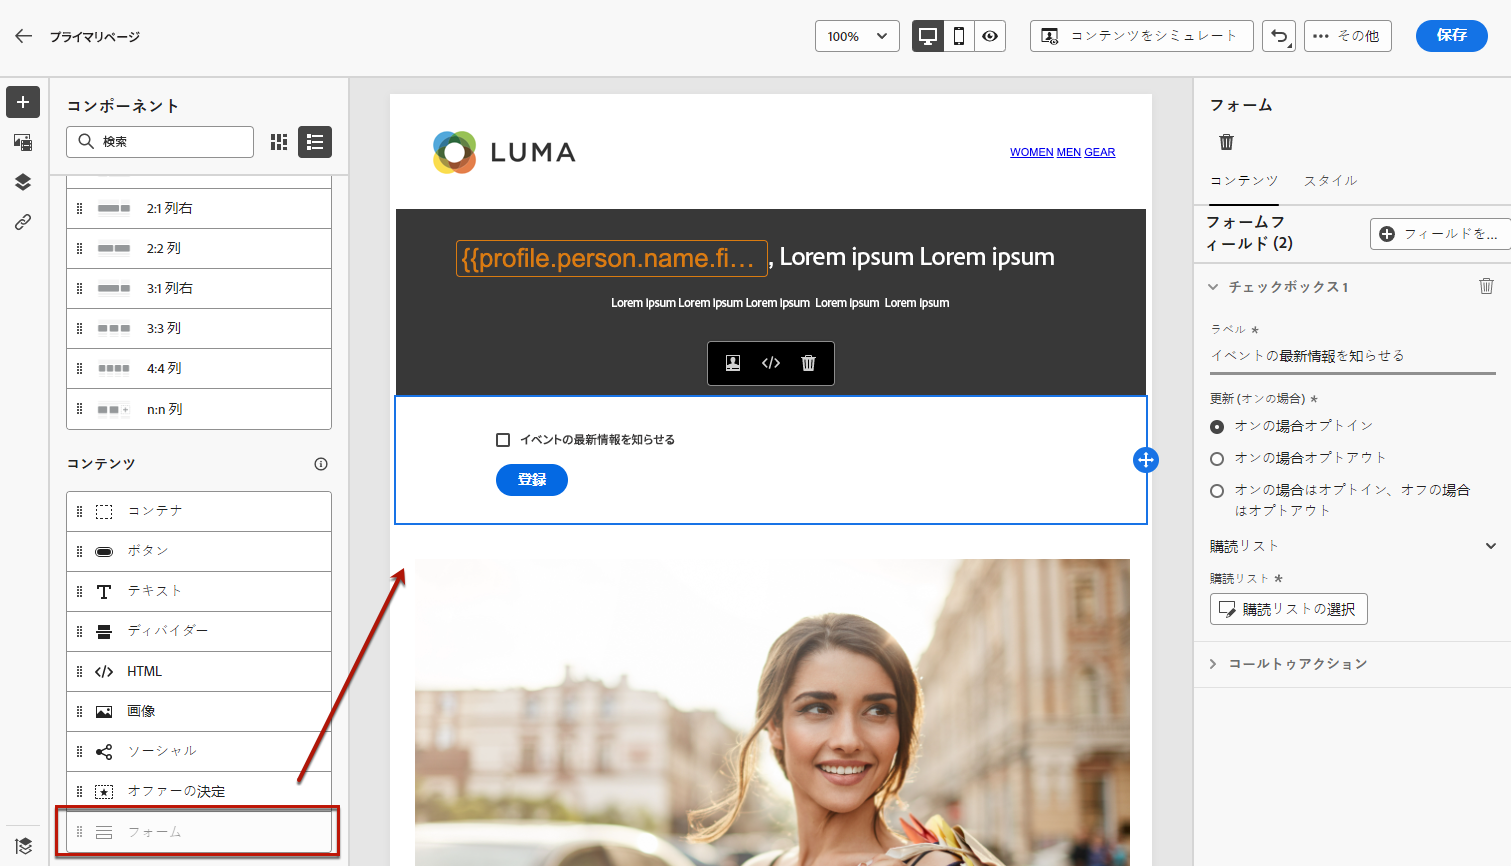 プライマリページ
100%
コンテンツをシミュレート
その他
保存
コンポーネント
検索
2:1 列右
2:2 列
3:1 列右
3:3 列
4:4 列
n:n 列
コンテンツ
コンテナ
ボタン
テキスト
ディバイダー
HTML
画像
ソーシャル
オファーの決定
フォーム
LUMA
WOMEN MEN GEAR
{{profile.person.name.fi... , Lorem ipsum Lorem ipsum
Lorem Ipsum Lorem Ipsum Lorem Ipsum Lorem Ipsum Lorem Ipsum
イベントの最新情報を知らせる
登録
フォーム
コンテンツ スタイル
フォームフ
ィールド (2)
フィールドを...
チェックボックス 1
ラベル *
イベントの最新情報を知らせる
更新 (オンの場合) *
オンの場合オプトイン
オンの場合オプトアウト
オンの場合はオプトイン、オフの場合
はオプトアウト
購読リスト
購読リスト *
購読リストの選択
コールトゥアクション